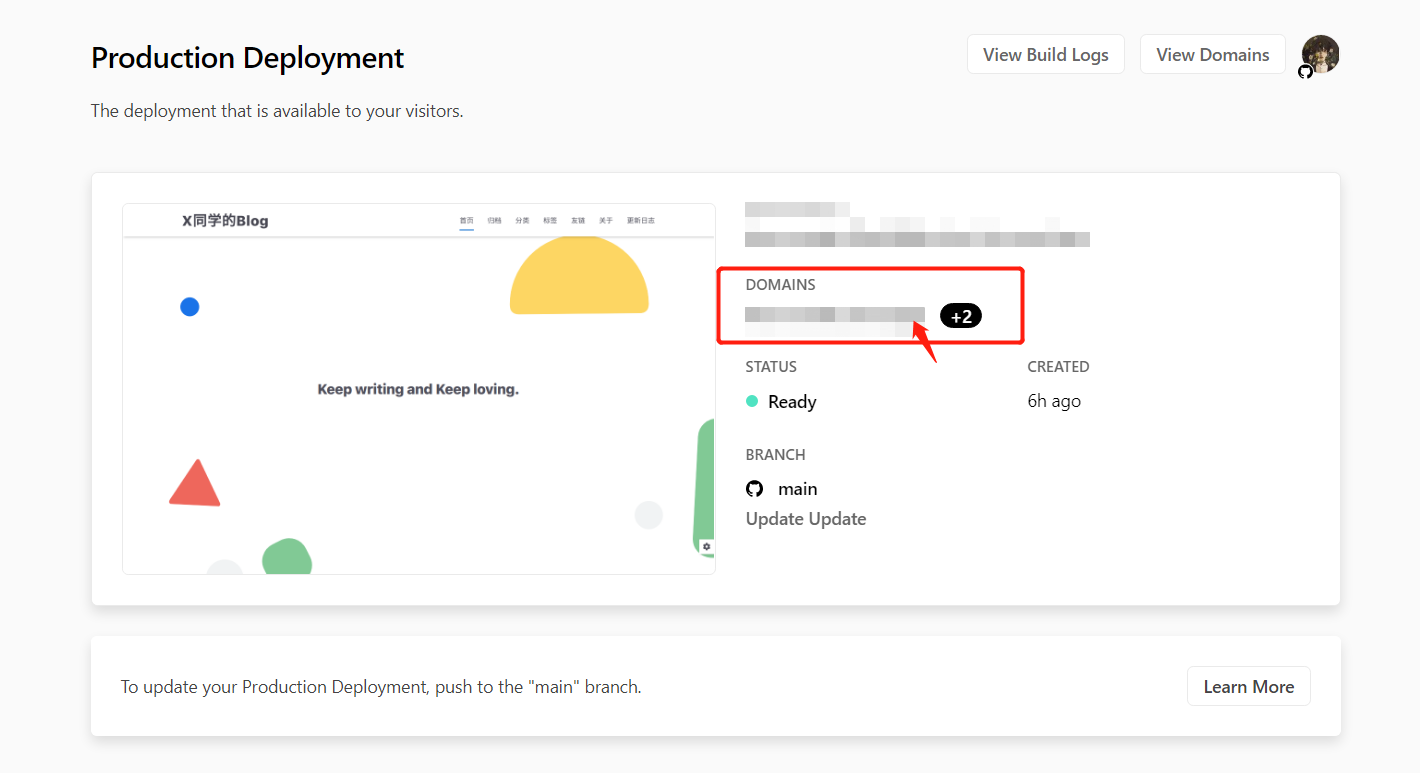 Production Deployment
View Build Logs
View Domains
The deployment that is available to your visitors.
X同学的Blog
首页 归档 分类 标签 友链 关于 更新日志
Keep writing and Keep loving.
DOMAINS
+2
STATUS
CREATED
Ready
6h ago
BRANCH
main
Update Update
To update your Production Deployment, push to the "main" branch.
Learn More